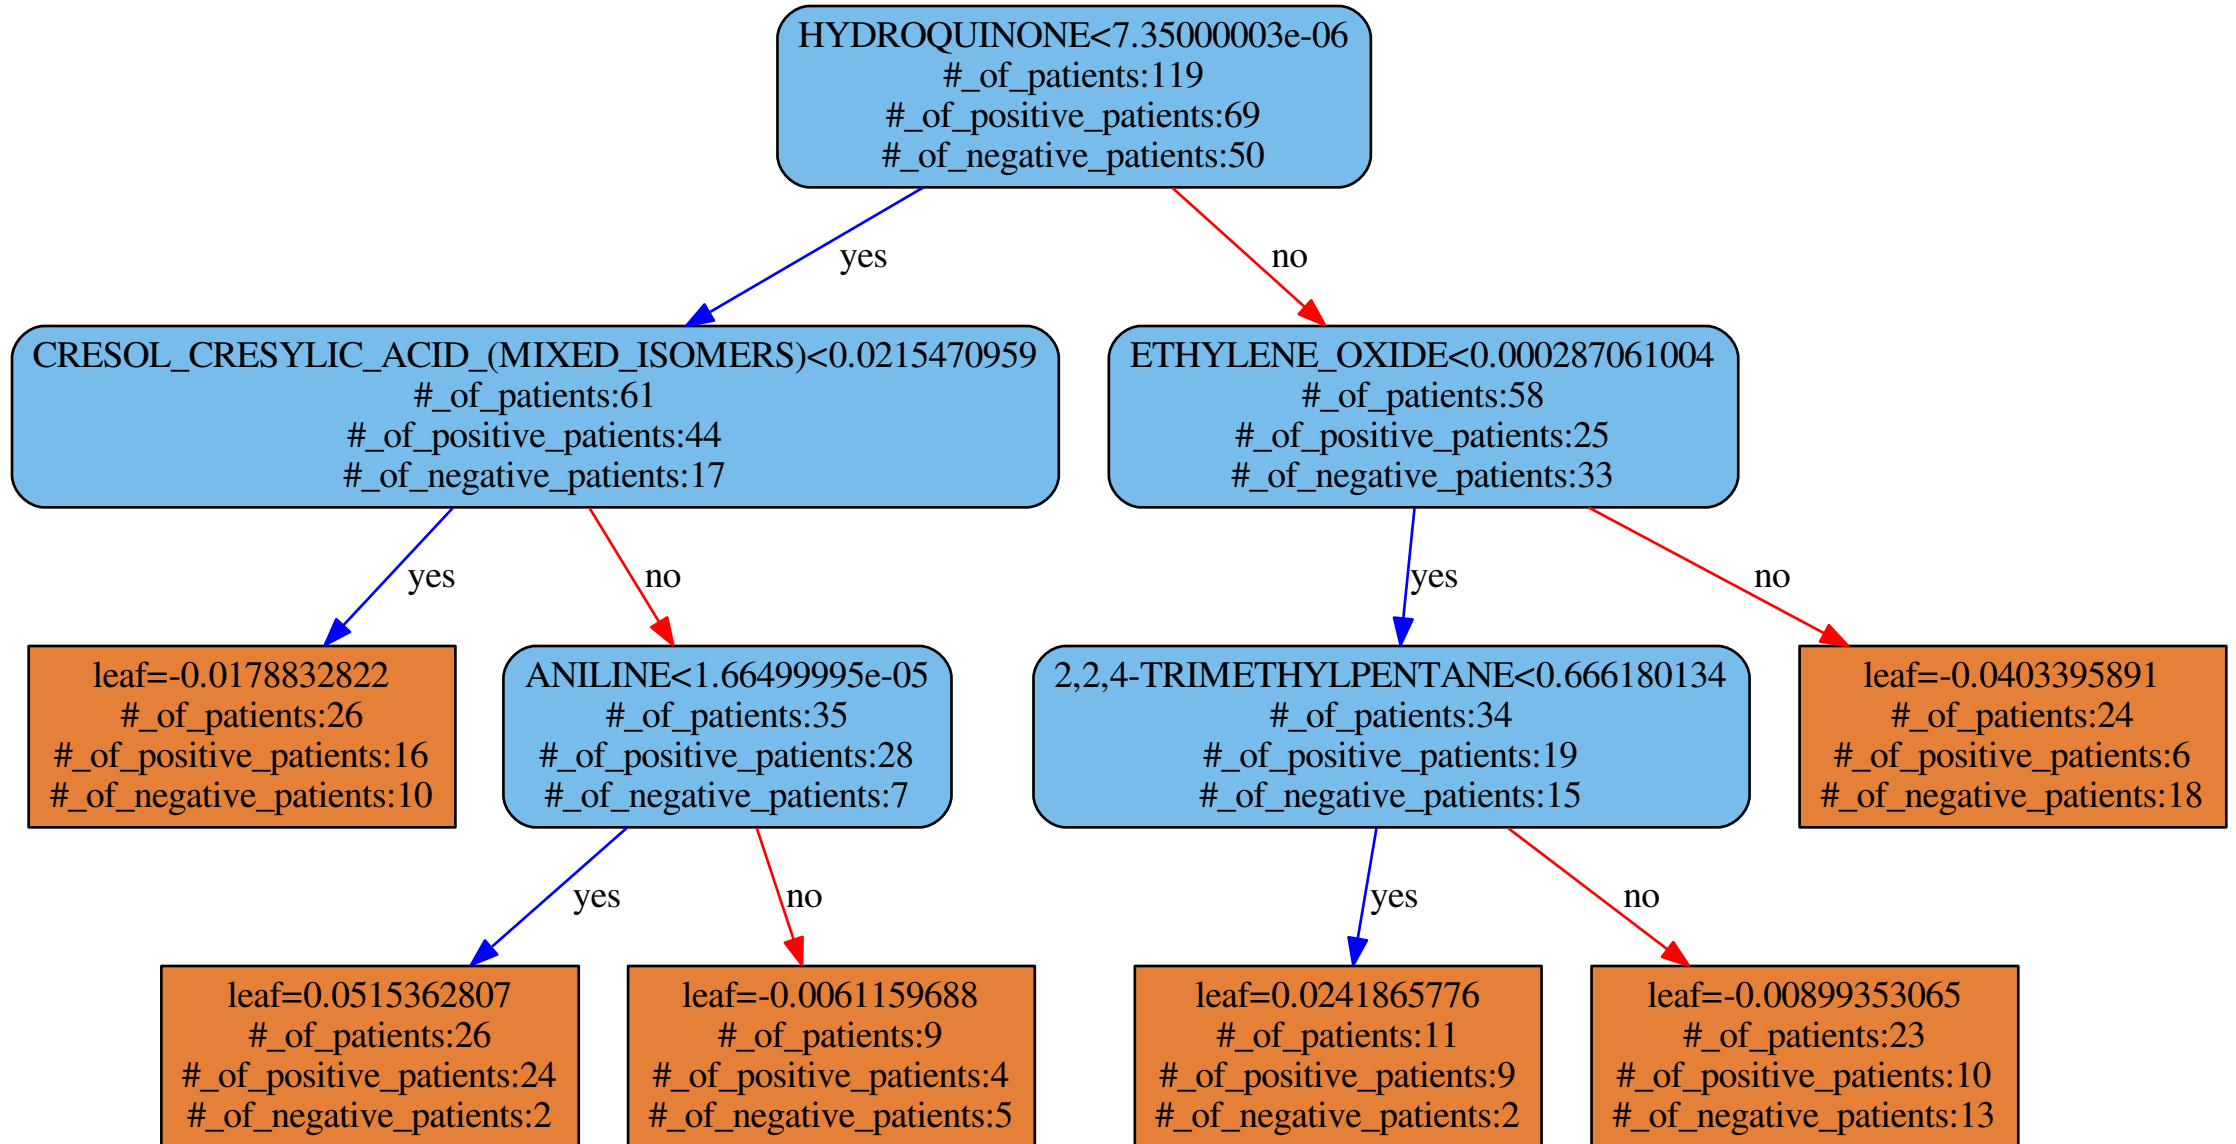 HYDROQUINONE<7.35000003e-06
#_of_patients:119
#_of_positive_patients:69
#_of_negative_patients:50
yes
no
CRESOL_CRESYLIC_ACID_(MIXED_ISOMERS)<0.0215470959
#_of_patients:61
#_of_positive_patients:44
#_of_negative_patients:17
ETHYLENE_OXIDE<0.000287061004
#_of_patients:58
#_of_positive_patients:25
#_of_negative_patients:33
yes
no
yes
no
leaf=-0.0178832822
#_of_patients:26
#_of_positive_patients:16
#_of_negative_patients:10
ANILINE<1.66499995e-05
#_of_patients:35
#_of_positive_patients:28
#_of_negative_patients:7
2,2,4-TRIMETHYLPENTANE<0.666180134
#_of_patients:34
#_of_positive_patients:19
#_of_negative_patients:15
leaf=-0.0403395891
#_of_patients:24
#_of_positive_patients:6
#_of_negative_patients:18
yes
no
yes
no
leaf=0.0515362807
#_of_patients:26
#_of_positive_patients:24
#_of_negative_patients:2
leaf=-0.0061159688
#_of_patients:9
#_of_positive_patients:4
#_of_negative_patients:5
leaf=0.0241865776
#_of_patients:11
#_of_positive_patients:9
#_of_negative_patients:2
leaf=-0.00899353065
#_of_patients:23
#_of_positive_patients:10
#_of_negative_patients:13